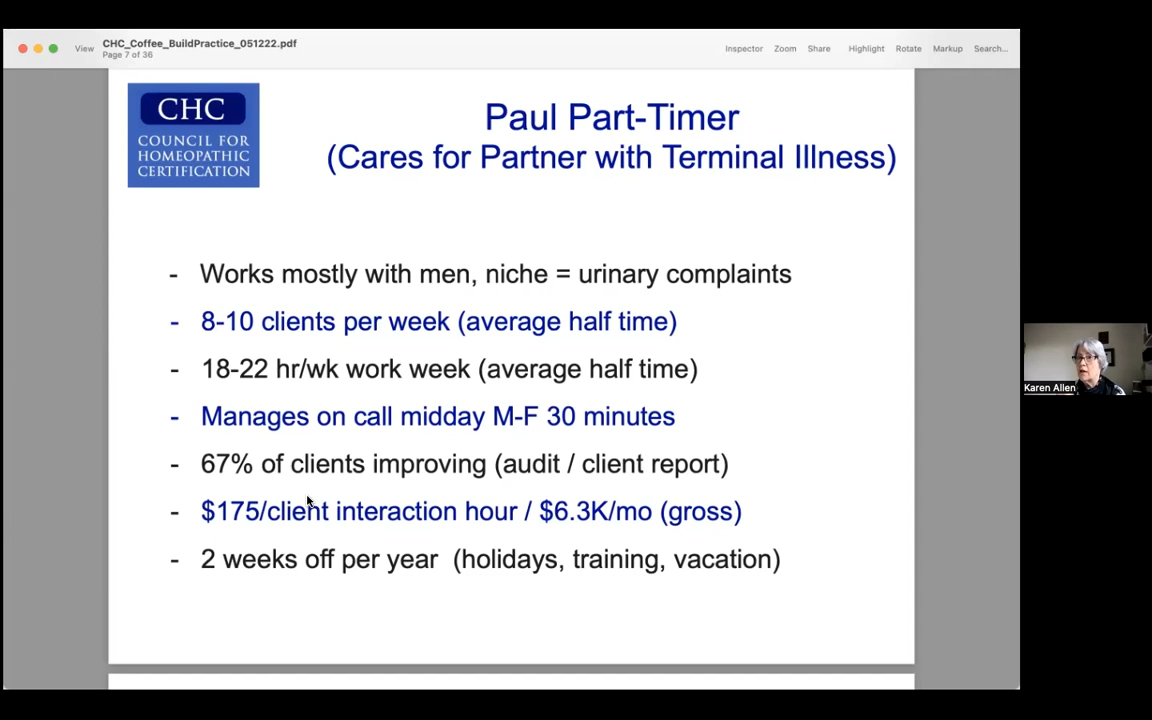 CHC_Coffee_BuildPractice_051222.pdf
View
Page 7 of 36
Inspector Zoom Share Highlight Rotate Markup Search...
CHC
COUNCIL FOR
HOMEOPATHIC
CERTIFICATION
Paul Part-Timer
(Cares for Partner with Terminal Illness)
- Works mostly with men, niche = urinary complaints
- 8-10 clients per week (average half time)
- 18-22 hr/wk work week (average half time)
- Manages on call midday M-F 30 minutes
- 67% of clients improving (audit / client report)
- $175/client interaction hour / $6.3K/mo (gross)
- 2 weeks off per year (holidays, training, vacation)
Karen Allen